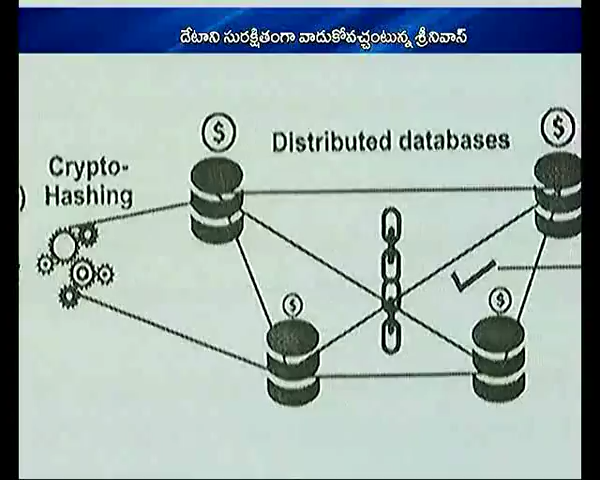 డేటాని సురక్షితంగా వాడుకోవచ్చంటున్న శ్రీనివాస్
Distributed databases
Crypto-
Hashing
)
$
$
$
$